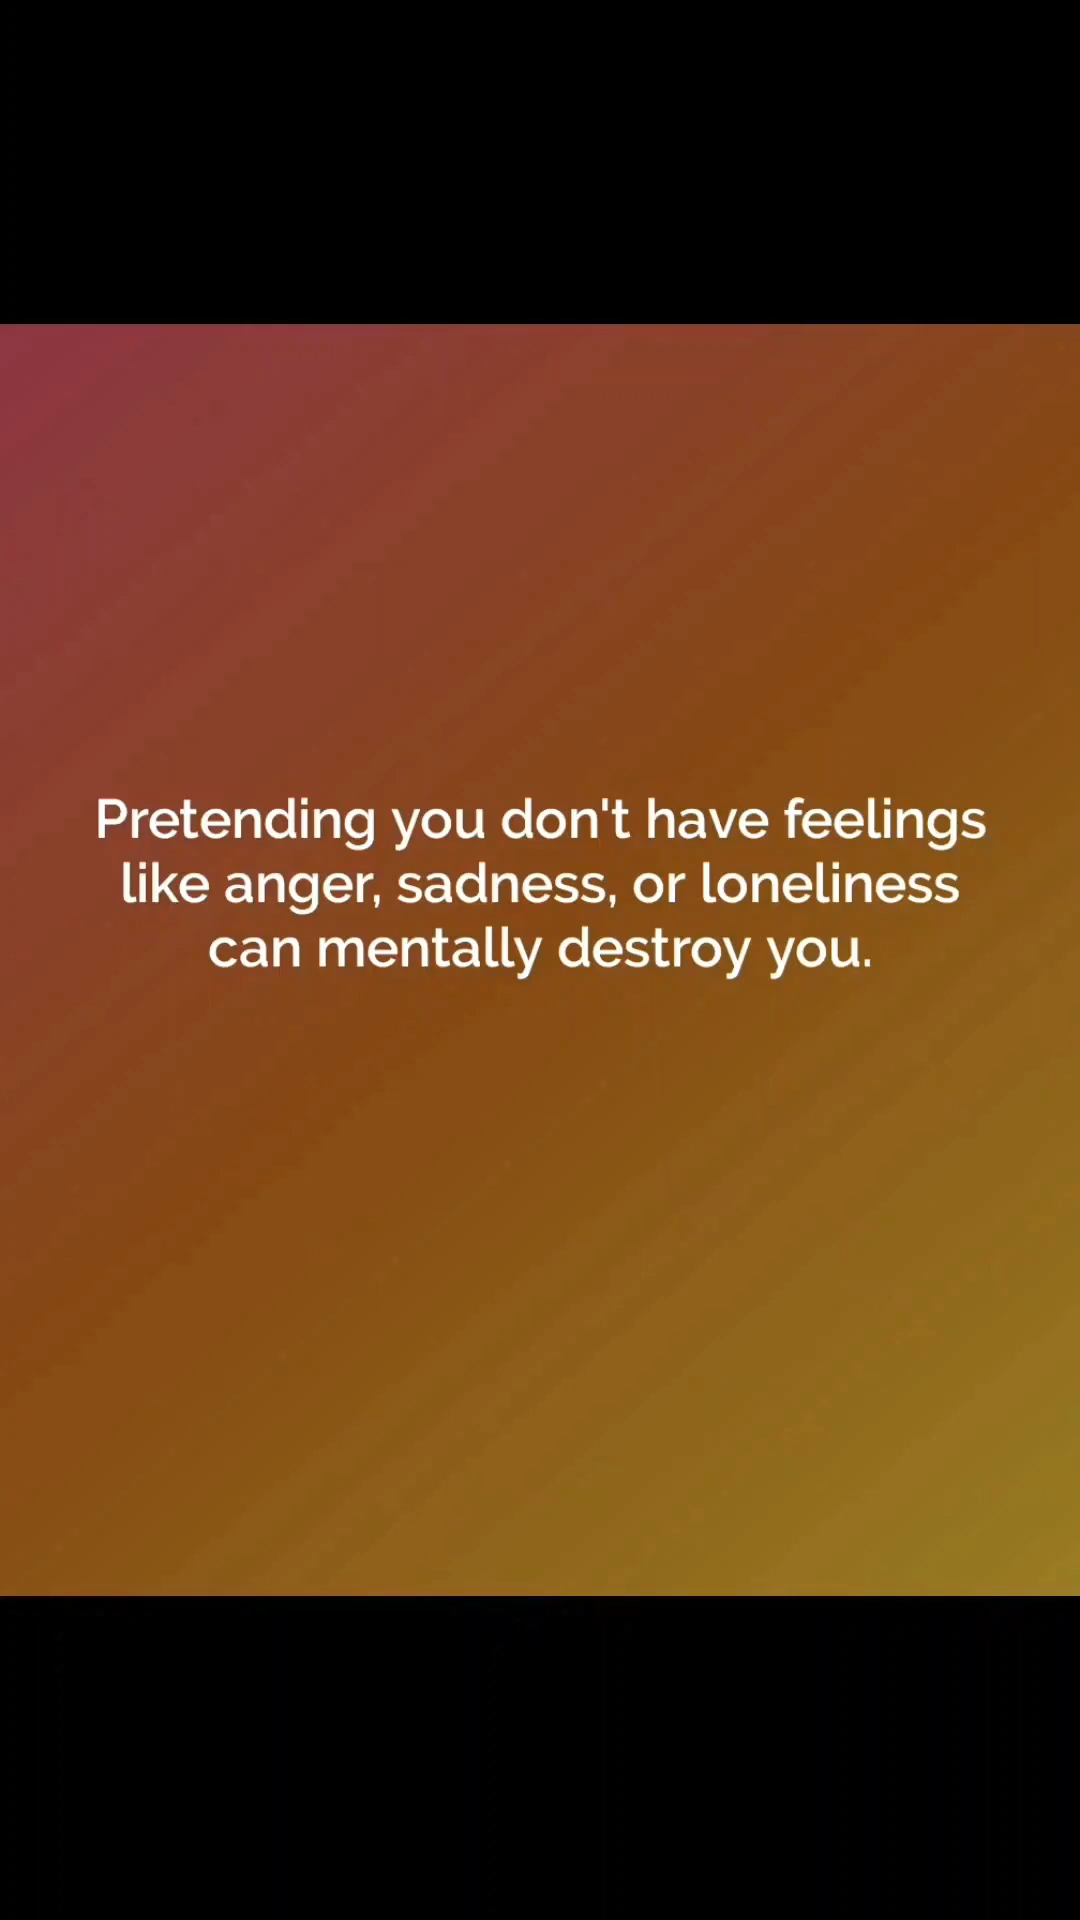 Pretending you don't have feelings
like anger, sadness, or loneliness
can mentally destroy you.